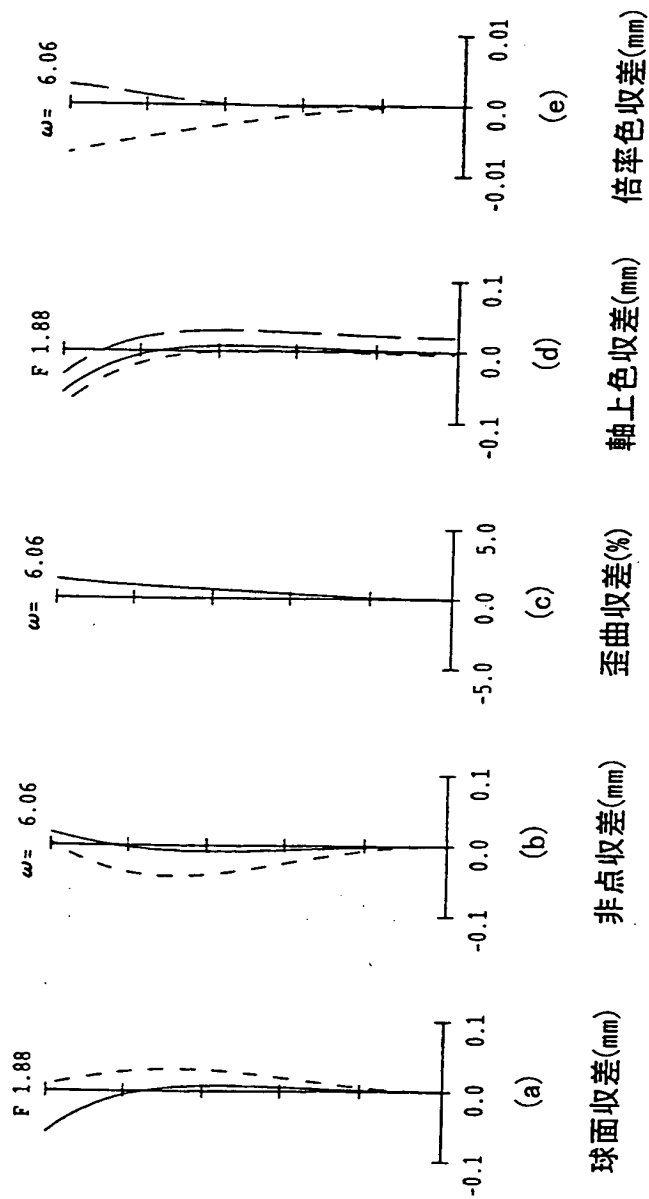 F 1.88
-0.1 0.0 0.1
(a)
球面収差(mm)
ω= 6.06
-0.1 0.0 0.1
(b)
非点収差(mm)
ω= 6.06
-5.0 0.0 5.0
(c)
歪曲収差(%)
F 1.88
-0.1 0.0 0.1
(d)
軸上色収差(mm)
ω= 6.06
-0.01 0.0 0.01
(e)
倍率色収差(mm)